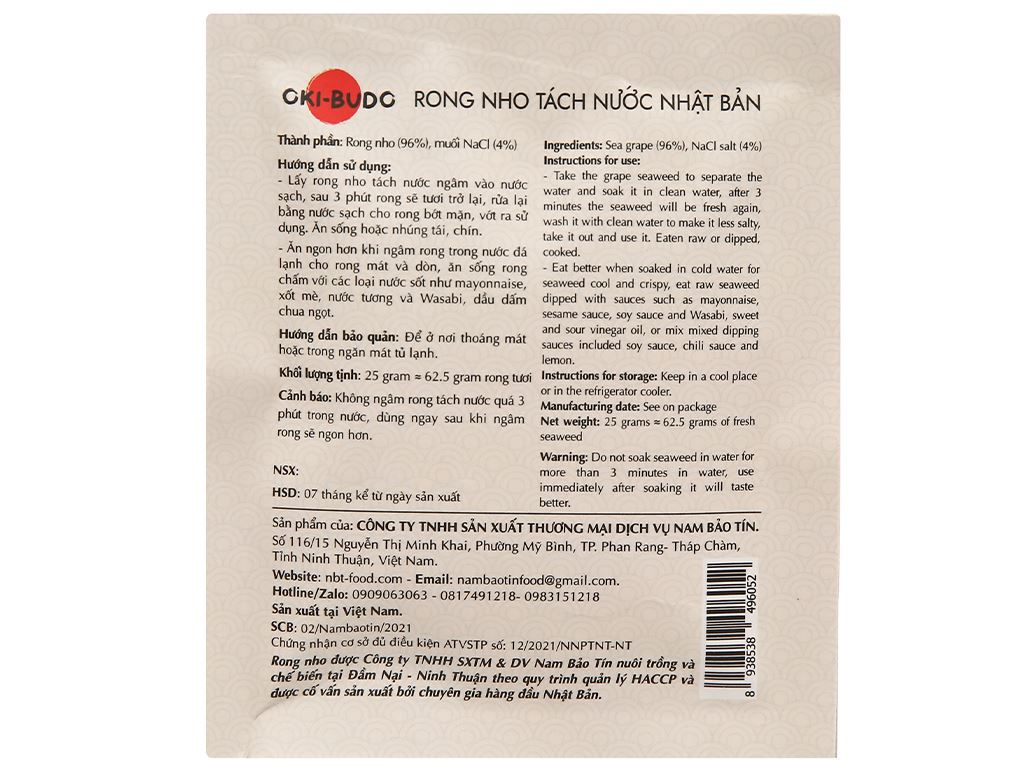 OKI-BUDO RONG NHO TÁCH NƯỚC NHẬT BẢN
Thành phần: Rong nho (96%), muối NaCl (4%)
Hướng dẫn sử dụng:
- Lấy rong nho tách nước ngâm vào nước
sạch, sau 3 phút rong sẽ tươi trở lại, rửa lại
bằng nước sạch cho rong bớt mặn, vớt ra sử
dụng. Ăn sống hoặc nhúng tái, chín.
- Ăn ngon hơn khi ngâm rong trong nước đá
lạnh cho rong mát và dòn, ăn sống rong
chấm với các loại nước sốt như mayonnaise,
xốt mè, nước tương và Wasabi, dầu dấm
chua ngọt.
Hướng dẫn bảo quản: Để ở nơi thoáng mát
hoặc trong ngăn mát tủ lạnh.
Khối lượng tịnh: 25 gram ≈ 62.5 gram rong tươi
Cảnh báo: Không ngâm rong tách nước quá 3
phút trong nước, dùng ngay sau khi ngâm
rong sẽ ngon hơn.
NSX:
HSD: 07 tháng kể từ ngày sản xuất
Ingredients: Sea grape (96%), NaCl salt (4%)
Instructions for use:
- Take the grape seaweed to separate the
water and soak it in clean water, after 3
minutes the seaweed will be fresh again,
wash it with clean water to make it less salty,
take it out and use it. Eaten raw or dipped,
cooked.
- Eat better when soaked in cold water for
seaweed cool and crispy, eat raw seaweed
dipped with sauces such as mayonnaise,
sesame sauce, soy sauce and Wasabi, sweet
and sour vinegar oil, or mix mixed dipping
sauces included soy sauce, chili sauce and
lemon.
Instructions for storage: Keep in a cool place
or in the refrigerator cooler.
Manufacturing date: See on package
Net weight: 25 grams ≈ 62.5 grams of fresh
seaweed
Warning: Do not soak seaweed in water for
more than 3 minutes in water, use
immediately after soaking it will taste
better.
Sản phẩm của: CÔNG TY TNHH SẢN XUẤT THƯƠNG MẠI DỊCH VỤ NAM BẢO TÍN.
Số 116/15 Nguyễn Thị Minh Khai, Phường Mỹ Bình, TP. Phan Rang- Tháp Chàm,
Tỉnh Ninh Thuận, Việt Nam.
Website: nbt-food.com - Email: nambaotinfood@gmail.com.
Hotline/Zalo: 0909063063 - 0817491218- 0983151218
Sản xuất tại Việt Nam.
SCB: 02/Nambaotin/2021
Chứng nhận cơ sở đủ điều kiện ATVSTP số: 12/2021/NNPTNT-NT
Rong nho được Công ty TNHH SXTM & DV Nam Bảo Tín nuôi trồng và
chế biến tại Đầm Nại - Ninh Thuận theo quy trình quản lý HACCP và
được cố vấn sản xuất bởi chuyên gia hàng đầu Nhật Bản.
8 938538 496052